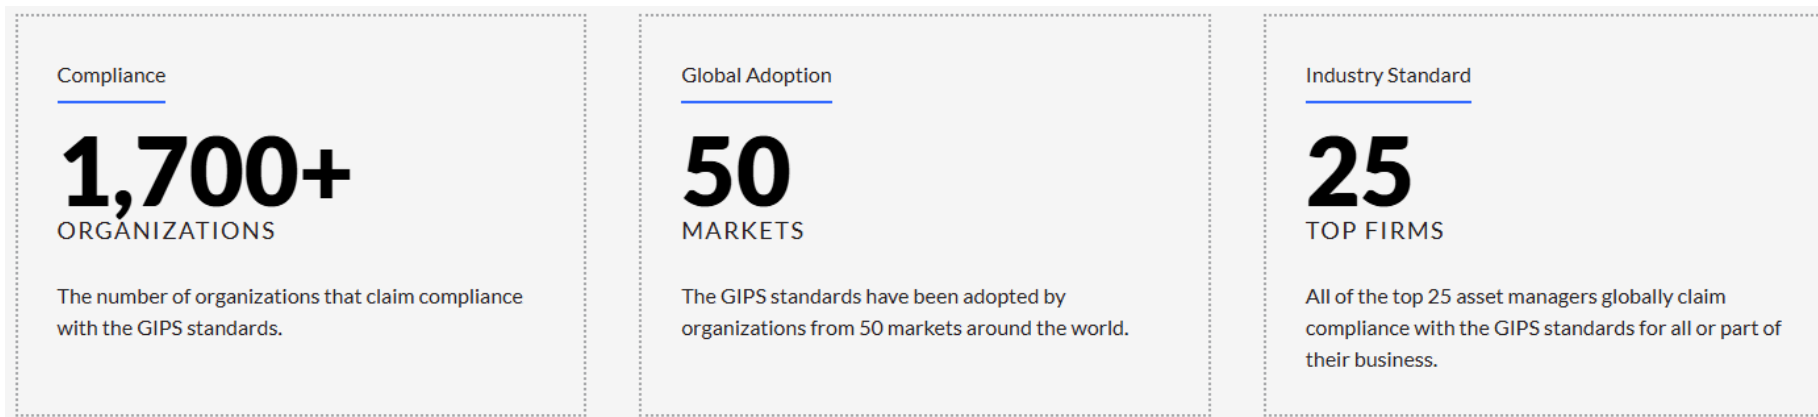 Compliance
1,700+
ORGANIZATIONS
The number of organizations that claim compliance
with the GIPS standards.
Global Adoption
50
MARKETS
The GIPS standards have been adopted by
organizations from 50 markets around the world.
Industry Standard
25
TOP FIRMS
All of the top 25 asset managers globally claim
compliance with the GIPS standards for all or part of
their business.